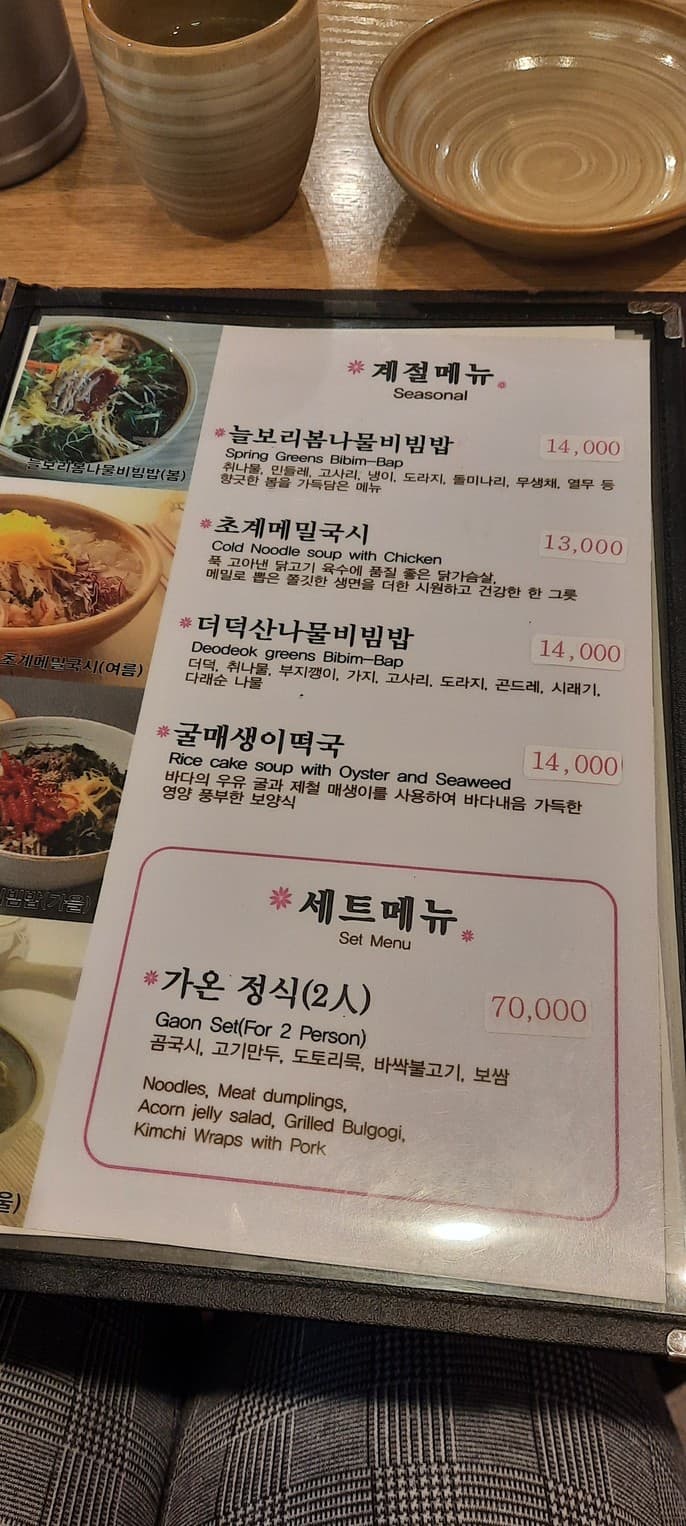 계절메뉴
Seasonal
늘보리봄나물비빔밥 14,000
Spring Greens Bibim-Bap
취나물, 민들레, 고사리, 냉이, 도라지, 돌미나리, 무생채, 열무 등
향긋한 봄을 가득담은 메뉴
초계메밀국시 13,000
Cold Noodle soup with Chicken
푹 고아낸 닭고기 육수에 품질 좋은 닭가슴살,
메밀로 뽑은 쫄깃한 생면을 더한 시원하고 건강한 한 그릇
더덕산나물비빔밥 14,000
Deodeok greens Bibim-Bap
더덕, 취나물, 부지깽이, 가지, 고사리, 도라지, 곤드레, 시래기,
다래순 나물
굴매생이떡국 14,000
Rice cake soup with Oyster and Seaweed
바다의 우유 굴과 제철 매생이를 사용하여 바다내음 가득한
영양 풍부한 보양식
세트메뉴
Set Menu
가온 정식(2人) 70,000
Gaon Set(For 2 Person)
곰국시, 고기만두, 도토리묵, 바싹불고기, 보쌈
Noodles, Meat dumplings,
Acorn jelly salad, Grilled Bulgogi,
Kimchi Wraps with Pork
늘보리봄나물비빔밥(봄)
초계메밀국시(여름)
비빔밥(가을)
울)